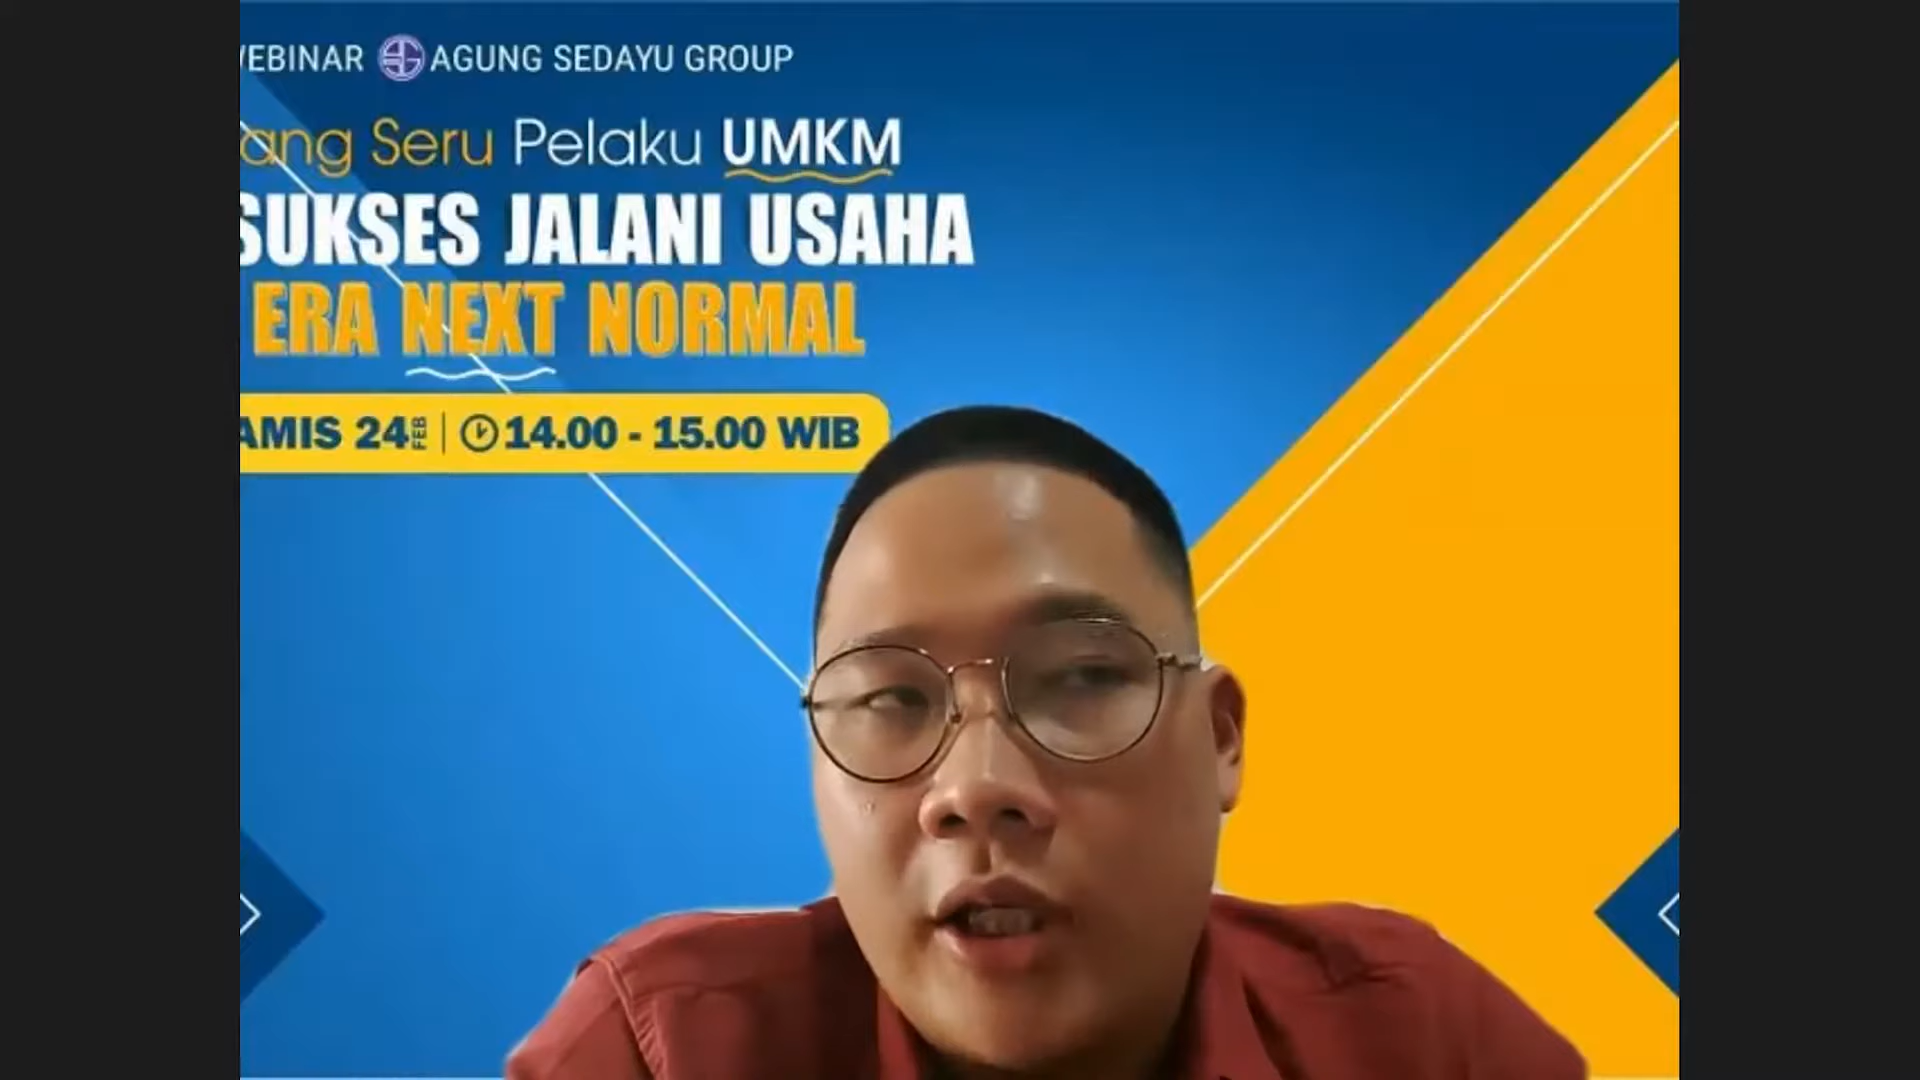 WEBINAR AGUNG SEDAYU GROUP
ang Seru Pelaku UMKM
SUKSES JALANI USAHA
ERA NEXT NORMAL
AMIS 24 FEB 14.00 - 15.00 WIB